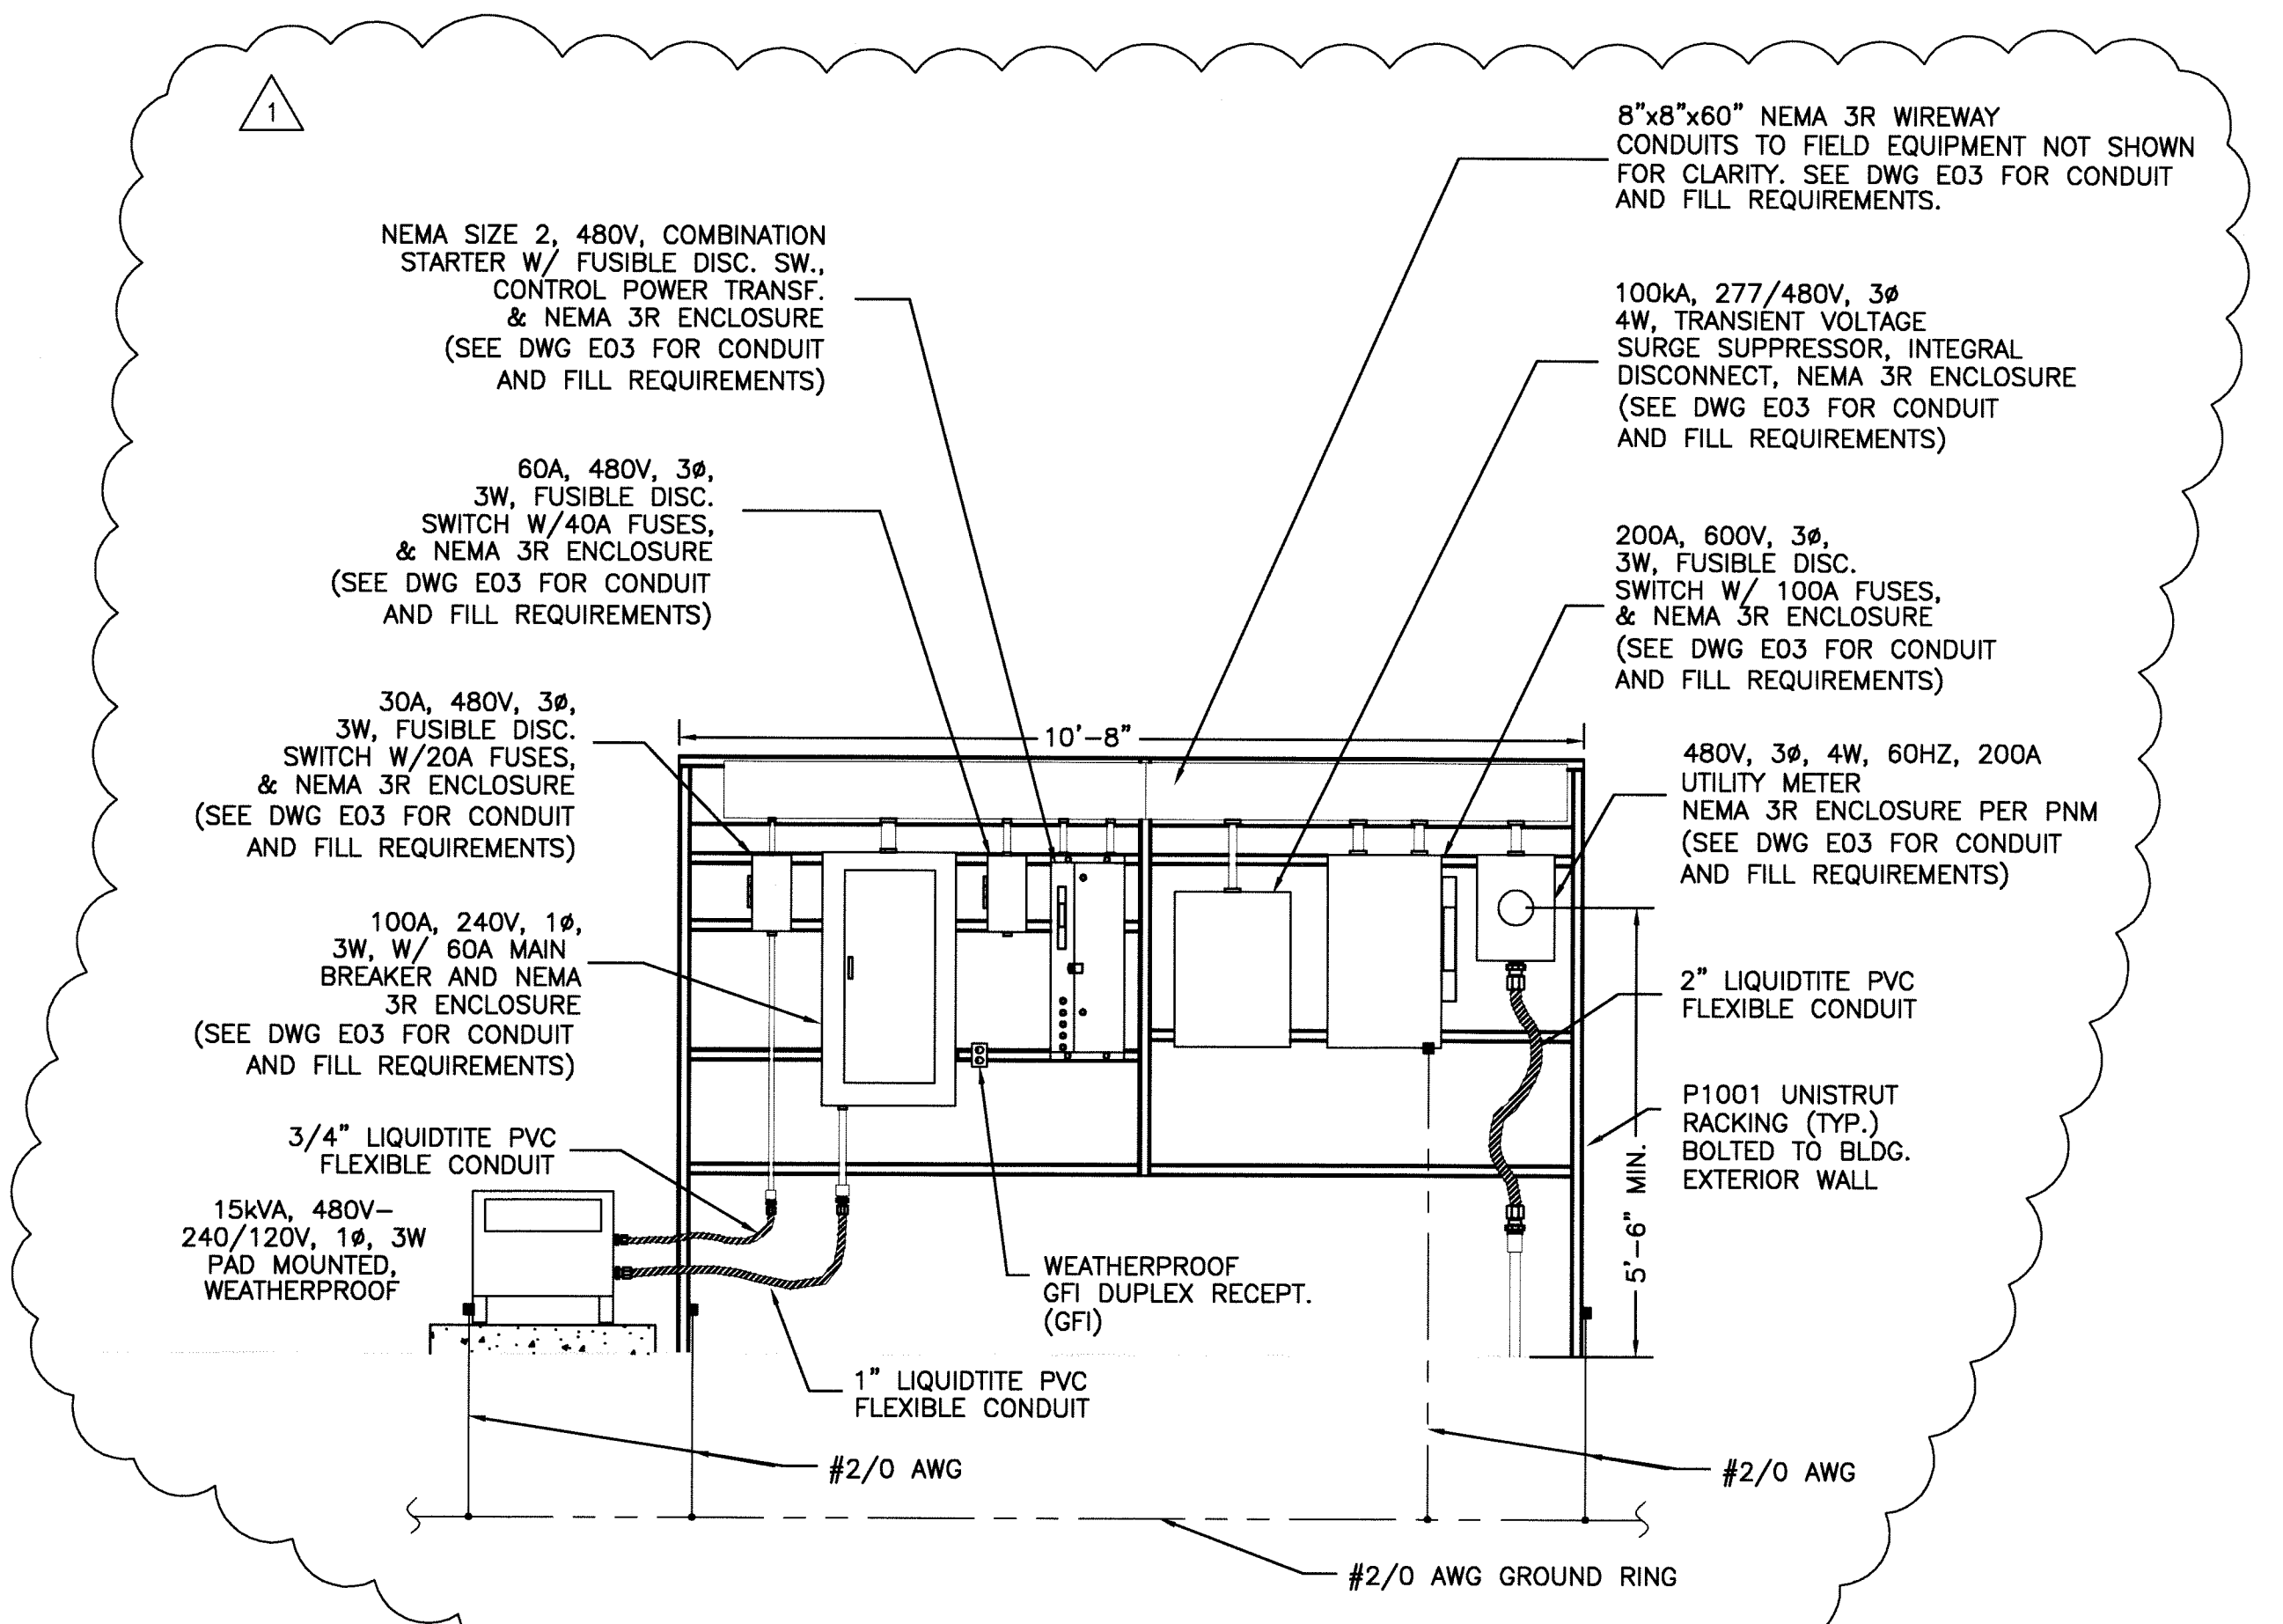 1
8"x8"x60" NEMA 3R WIREWAY
CONDUITS TO FIELD EQUIPMENT NOT SHOWN
FOR CLARITY. SEE DWG E03 FOR CONDUIT
AND FILL REQUIREMENTS.
NEMA SIZE 2, 480V, COMBINATION
STARTER W/ FUSIBLE DISC. SW.,
CONTROL POWER TRANSF.
& NEMA 3R ENCLOSURE
(SEE DWG E03 FOR CONDUIT
AND FILL REQUIREMENTS)
100kA, 277/480V, 3ø
4W, TRANSIENT VOLTAGE
SURGE SUPPRESSOR, INTEGRAL
DISCONNECT, NEMA 3R ENCLOSURE
(SEE DWG E03 FOR CONDUIT
AND FILL REQUIREMENTS)
60A, 480V, 3ø,
3W, FUSIBLE DISC.
SWITCH W/40A FUSES,
& NEMA 3R ENCLOSURE
(SEE DWG E03 FOR CONDUIT
AND FILL REQUIREMENTS)
200A, 600V, 3ø,
3W, FUSIBLE DISC.
SWITCH W/ 100A FUSES,
& NEMA 3R ENCLOSURE
(SEE DWG E03 FOR CONDUIT
AND FILL REQUIREMENTS)
30A, 480V, 3ø,
3W, FUSIBLE DISC.
SWITCH W/20A FUSES,
& NEMA 3R ENCLOSURE
(SEE DWG E03 FOR CONDUIT
AND FILL REQUIREMENTS)
10'-8"
480V, 3ø, 4W, 60HZ, 200A
UTILITY METER
NEMA 3R ENCLOSURE PER PNM
(SEE DWG E03 FOR CONDUIT
AND FILL REQUIREMENTS)
100A, 240V, 1ø,
3W, W/ 60A MAIN
BREAKER AND NEMA
3R ENCLOSURE
(SEE DWG E03 FOR CONDUIT
AND FILL REQUIREMENTS)
2" LIQUIDTITE PVC
FLEXIBLE CONDUIT
P1001 UNISTRUT
RACKING (TYP.)
BOLTED TO BLDG.
EXTERIOR WALL
3/4" LIQUIDTITE PVC
FLEXIBLE CONDUIT
5'-6" MIN.
15kVA, 480V-
240/120V, 1ø, 3W
PAD MOUNTED,
WEATHERPROOF
WEATHERPROOF
GFI DUPLEX RECEPT.
(GFI)
1" LIQUIDTITE PVC
FLEXIBLE CONDUIT
#2/0 AWG
#2/0 AWG
#2/0 AWG GROUND RING